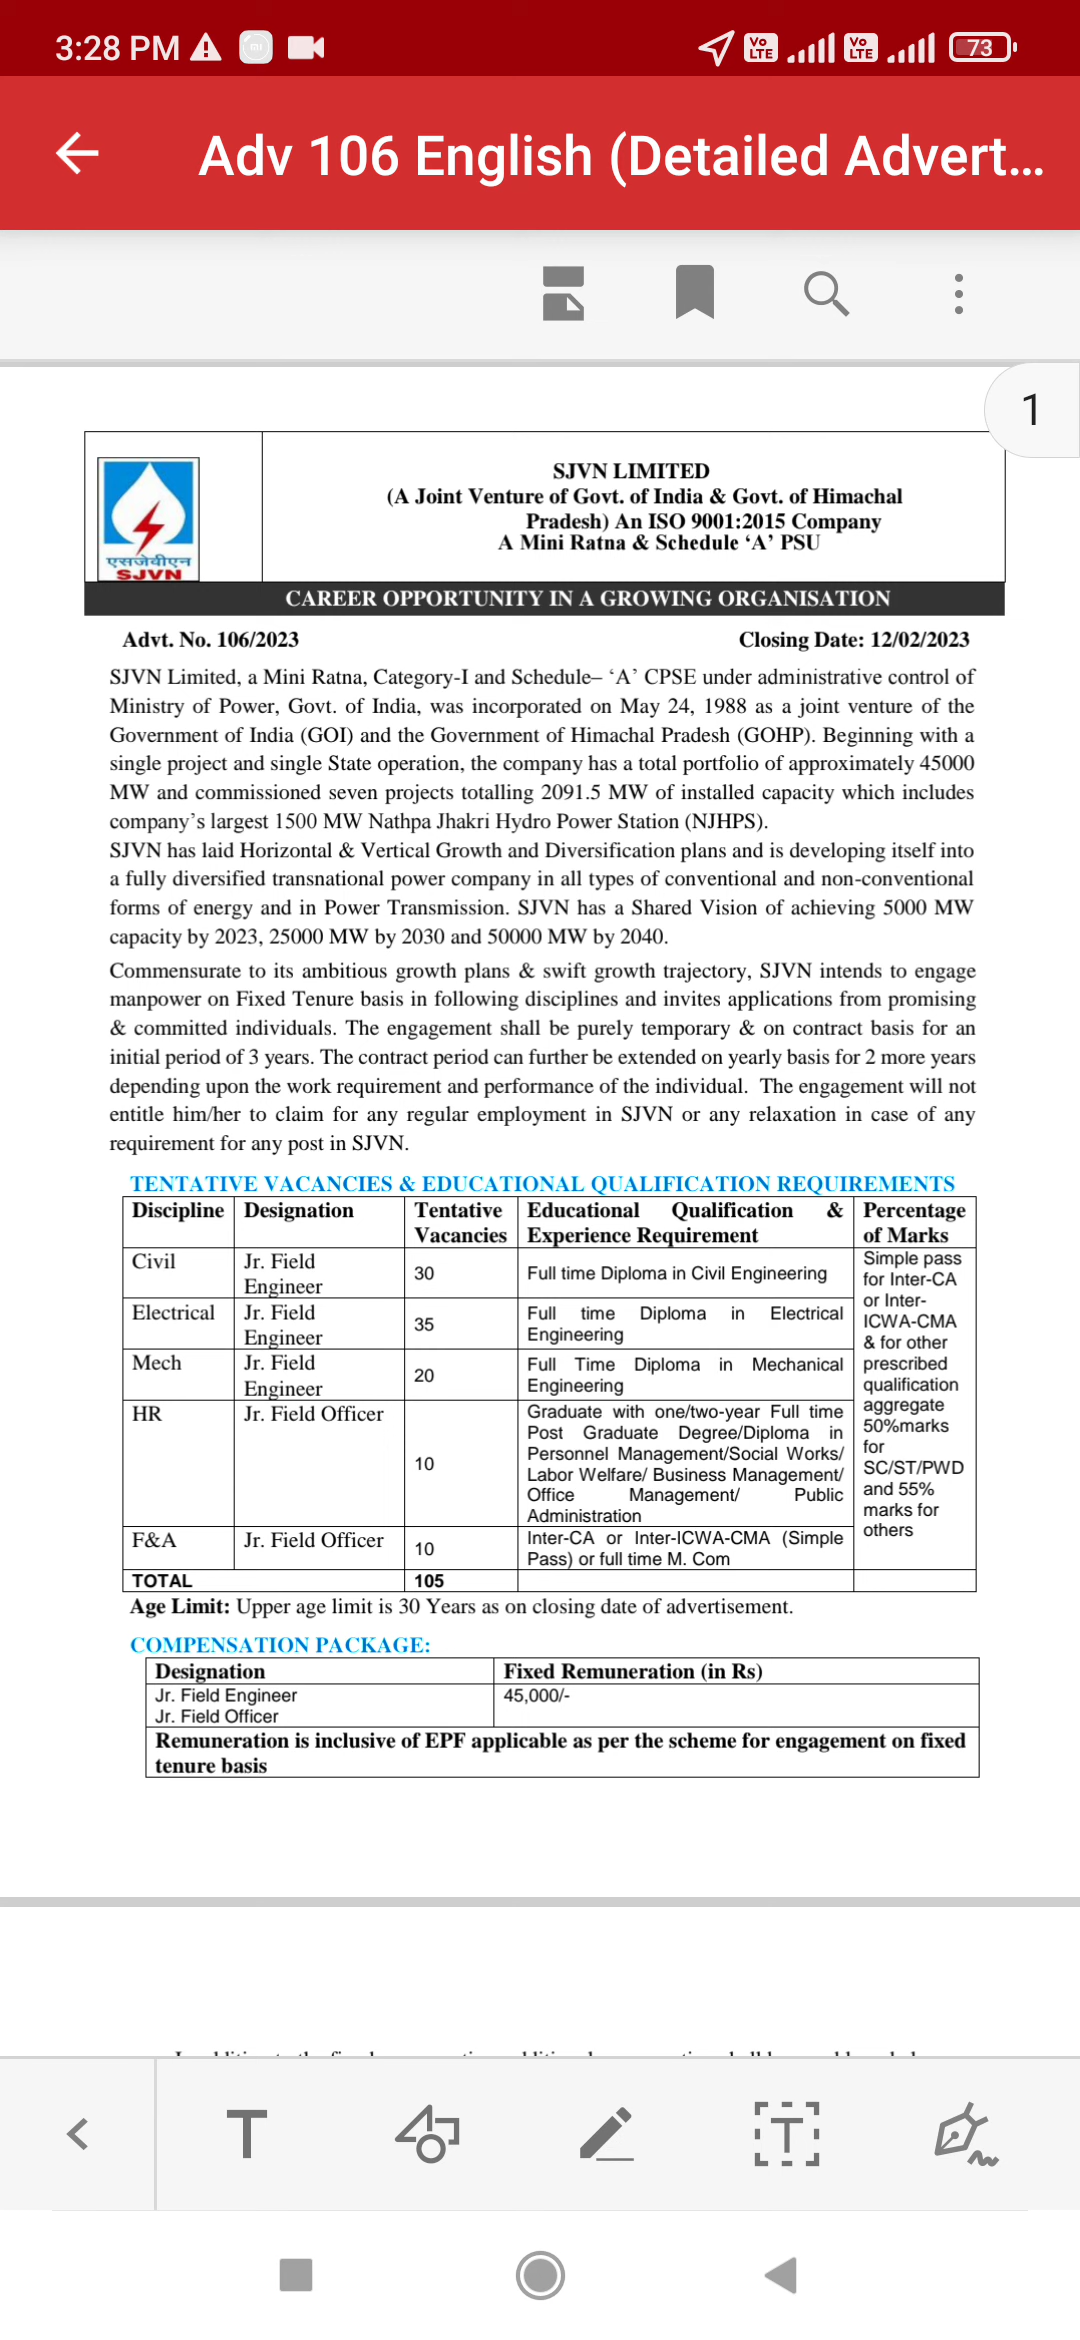 3:28 PM
Vo LTE
Vo LTE
73
Adv 106 English (Detailed Advert...
1
एसजेवीएन
SJVN
SJVN LIMITED
(A Joint Venture of Govt. of India & Govt. of Himachal
Pradesh) An ISO 9001:2015 Company
A Mini Ratna & Schedule ‘A’ PSU
CAREER OPPORTUNITY IN A GROWING ORGANISATION
Advt. No. 106/2023 Closing Date: 12/02/2023
SJVN Limited, a Mini Ratna, Category-I and Schedule– ‘A’ CPSE under administrative control of
Ministry of Power, Govt. of India, was incorporated on May 24, 1988 as a joint venture of the
Government of India (GOI) and the Government of Himachal Pradesh (GOHP). Beginning with a
single project and single State operation, the company has a total portfolio of approximately 45000
MW and commissioned seven projects totalling 2091.5 MW of installed capacity which includes
company’s largest 1500 MW Nathpa Jhakri Hydro Power Station (NJHPS).
SJVN has laid Horizontal & Vertical Growth and Diversification plans and is developing itself into
a fully diversified transnational power company in all types of conventional and non-conventional
forms of energy and in Power Transmission. SJVN has a Shared Vision of achieving 5000 MW
capacity by 2023, 25000 MW by 2030 and 50000 MW by 2040.
Commensurate to its ambitious growth plans & swift growth trajectory, SJVN intends to engage
manpower on Fixed Tenure basis in following disciplines and invites applications from promising
& committed individuals. The engagement shall be purely temporary & on contract basis for an
initial period of 3 years. The contract period can further be extended on yearly basis for 2 more years
depending upon the work requirement and performance of the individual. The engagement will not
entitle him/her to claim for any regular employment in SJVN or any relaxation in case of any
requirement for any post in SJVN.
TENTATIVE VACANCIES & EDUCATIONAL QUALIFICATION REQUIREMENTS
Discipline Designation Tentative Vacancies Educational Qualification & Experience Requirement Percentage of Marks
Civil
Jr. Field
Engineer
30
Full time Diploma in Civil Engineering
Simple pass
for Inter-CA
or Inter-
ICWA-CMA
& for other
prescribed
qualification
aggregate
50%marks
for
SC/ST/PWD
and 55%
marks for
others
Electrical
Jr. Field
Engineer
35
Full time Diploma in Electrical
Engineering
Mech
Jr. Field
Engineer
20
Full Time Diploma in Mechanical
Engineering
HR
Jr. Field Officer
10
Graduate with one/two-year Full time
Post Graduate Degree/Diploma in
Personnel Management/Social Works/
Labor Welfare/ Business Management/
Office Management/ Public
Administration
F&A
Jr. Field Officer
10
Inter-CA or Inter-ICWA-CMA (Simple
Pass) or full time M. Com
TOTAL 105
Age Limit: Upper age limit is 30 Years as on closing date of advertisement.
COMPENSATION PACKAGE:
Designation Fixed Remuneration (in Rs)
Jr. Field Engineer 45,000/-
Jr. Field Officer
Remuneration is inclusive of EPF applicable as per the scheme for engagement on fixed
tenure basis